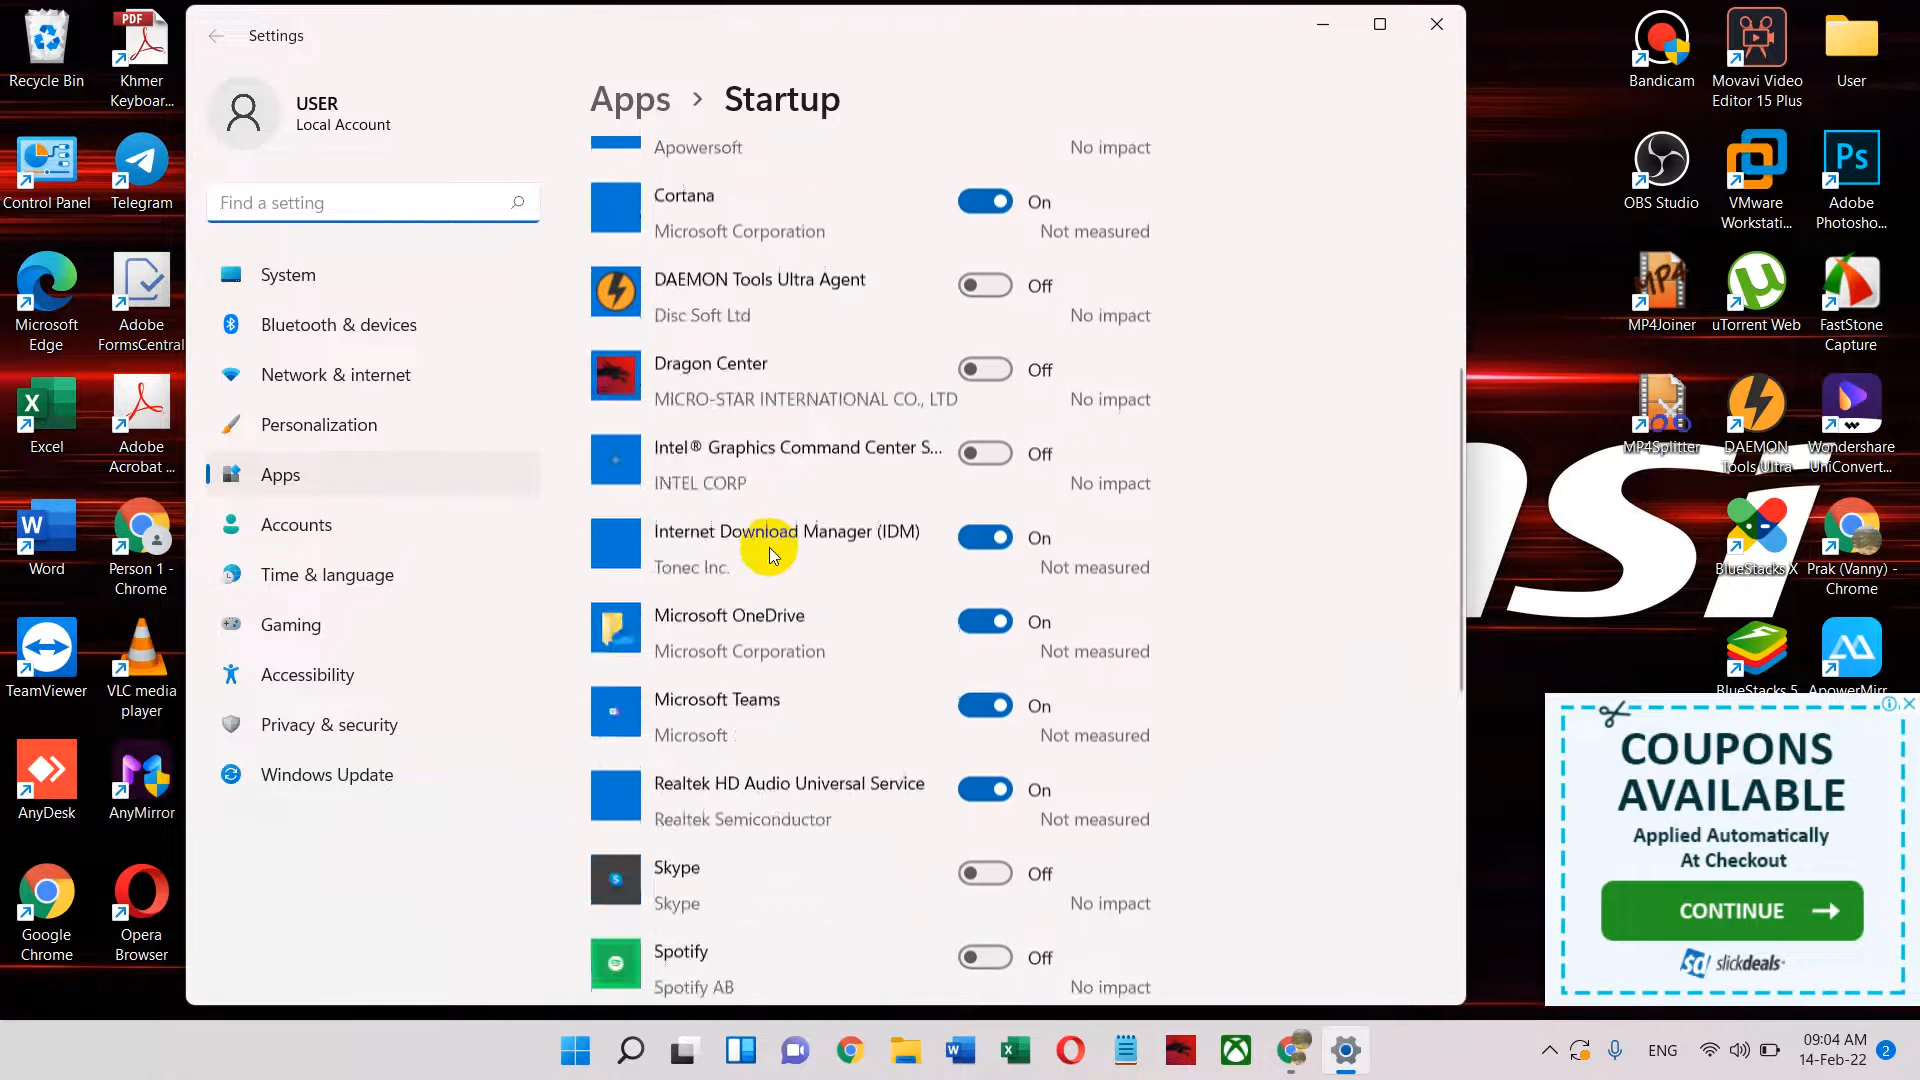 Settings
USER
Local Account
Find a setting
System
Bluetooth & devices
Network & internet
Personalization
Apps
Accounts
Time & language
Gaming
Accessibility
Privacy & security
Windows Update
Apps > Startup
Apowersoft
No impact
Cortana
On
Microsoft Corporation
Not measured
DAEMON Tools Ultra Agent
Off
Disc Soft Ltd
No impact
Dragon Center
Off
MICRO-STAR INTERNATIONAL CO., LTD
No impact
Intel® Graphics Command Center S...
Off
INTEL CORP
No impact
Internet Download Manager (IDM)
On
Tonec Inc.
Not measured
Microsoft OneDrive
On
Microsoft Corporation
Not measured
Microsoft Teams
On
Microsoft
Not measured
Realtek HD Audio Universal Service
On
Realtek Semiconductor
Not measured
Skype
Off
Skype
No impact
Spotify
Off
Spotify AB
No impact
Recycle Bin
PDF
Khmer
Keyboar...
Control Panel
Telegram
Microsoft
Edge
Adobe
FormsCentral
Excel
Adobe
Acrobat ...
Word
Person 1 -
Chrome
TeamViewer
VLC media
player
AnyDesk
AnyMirror
Google
Chrome
Opera
Browser
Bandicam
Movavi Video
Editor 15 Plus
User
OBS Studio
VMware
Workstati...
Ps
Adobe
Photosho...
MP4
MP4Joiner
uTorrent Web
FastStone
Capture
MP4Splitter
DAEMON
Tools Ultra
Wondershare
UniConvert...
BlueStacks X
Prak (Vanny) -
Chrome
BlueStacks 5
ApowerMirr...
msi
COUPONS
AVAILABLE
Applied Automatically
At Checkout
CONTINUE
sd slickdeals
ENG
09:04 AM
14-Feb-22
2